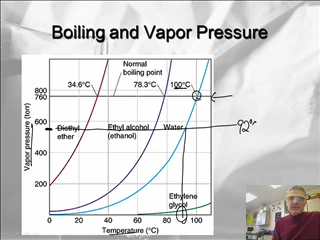 Boiling and Vapor Pressure
Normal
boiling point
34.6°C 78.3°C 100°C
800
760
600
400
200
Diethyl
ether
Ethyl alcohol
(ethanol)
Water
92°
Ethylene
glycol
Vapor pressure (torr)
0 20 40 60 80 100
Temperature (°C)